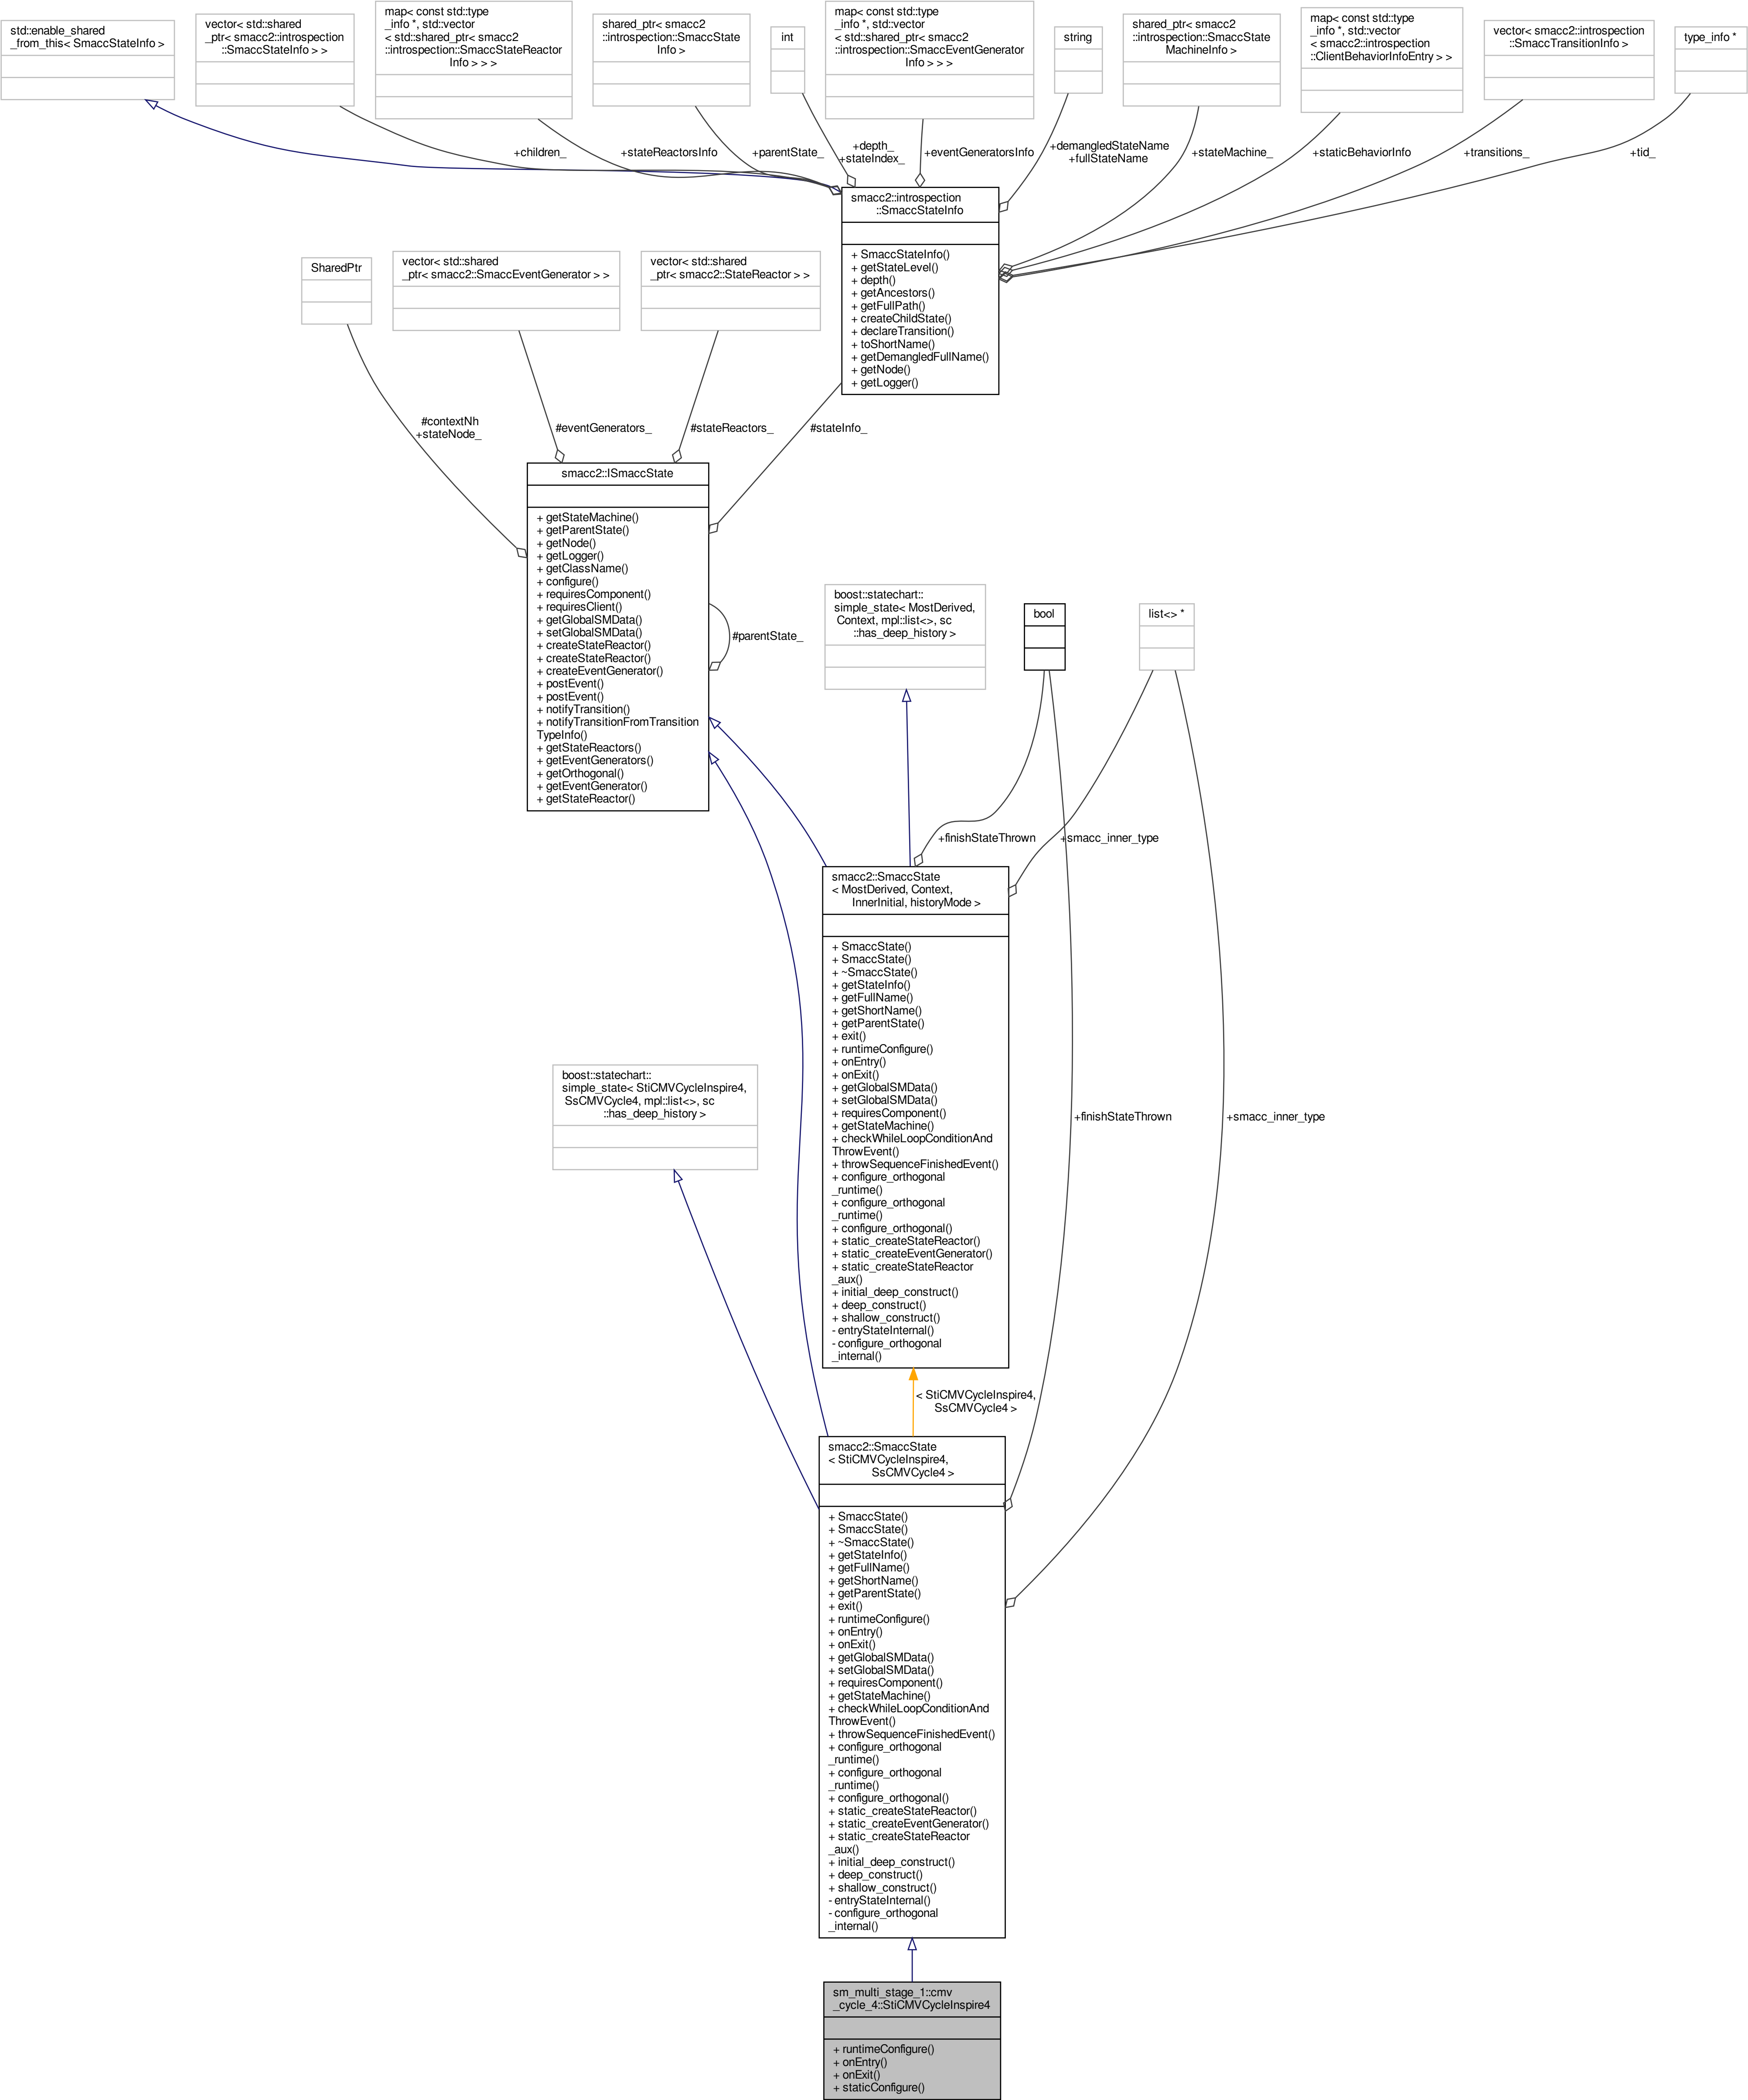 std::enable_shared
_from_this< SmaccStateInfo >
vector< std::shared
_ptr< smacc2::introspection
::SmaccStateInfo > >
map< const std::type
_info *, std::vector
< std::shared_ptr< smacc2
::introspection::SmaccStateReactor
Info > > >
shared_ptr< smacc2
::introspection::SmaccState
Info >
int
map< const std::type
_info *, std::vector
< std::shared_ptr< smacc2
::introspection::SmaccEventGenerator
Info > > >
string
shared_ptr< smacc2
::introspection::SmaccState
MachineInfo >
map< const std::type
_info *, std::vector
< smacc2::introspection
::ClientBehaviorInfoEntry > >
vector< smacc2::introspection
::SmaccTransitionInfo >
type_info *
+children_
+stateReactorsInfo
+parentState_
+depth_
+stateIndex_
+eventGeneratorsInfo
+demangledStateName
+fullStateName
+stateMachine_
+staticBehaviorInfo
+transitions_
+tid_
smacc2::introspection
::SmaccStateInfo
+ SmaccStateInfo()
+ getStateLevel()
+ depth()
+ getAncestors()
+ getFullPath()
+ createChildState()
+ declareTransition()
+ toShortName()
+ getDemangledFullName()
+ getNode()
+ getLogger()
SharedPtr
vector< std::shared
_ptr< smacc2::SmaccEventGenerator > >
vector< std::shared
_ptr< smacc2::StateReactor > >
#contextNh
+stateNode_
#eventGenerators_
#stateReactors_
#stateInfo_
smacc2::ISmaccState
+ getStateMachine()
+ getParentState()
+ getNode()
+ getLogger()
+ getClassName()
+ configure()
+ requiresComponent()
+ requiresClient()
+ getGlobalSMData()
+ setGlobalSMData()
+ createStateReactor()
+ createStateReactor()
+ createEventGenerator()
+ postEvent()
+ postEvent()
+ notifyTransition()
+ notifyTransitionFromTransition
TypeInfo()
+ getStateReactors()
+ getEventGenerators()
+ getOrthogonal()
+ getEventGenerator()
+ getStateReactor()
#parentState_
boost::statechart::
simple_state< MostDerived,
Context, mpl::list<>, sc
::has_deep_history >
bool
list<> *
+finishStateThrown
+smacc_inner_type
smacc2::SmaccState
< MostDerived, Context,
InnerInitial, historyMode >
+ SmaccState()
+ SmaccState()
+ ~SmaccState()
+ getStateInfo()
+ getFullName()
+ getShortName()
+ getParentState()
+ exit()
+ runtimeConfigure()
+ onEntry()
+ onExit()
+ getGlobalSMData()
+ setGlobalSMData()
+ requiresComponent()
+ getStateMachine()
+ checkWhileLoopConditionAnd
ThrowEvent()
+ throwSequenceFinishedEvent()
+ configure_orthogonal
_runtime()
+ configure_orthogonal
_runtime()
+ configure_orthogonal()
+ static_createStateReactor()
+ static_createEventGenerator()
+ static_createStateReactor
_aux()
+ initial_deep_construct()
+ deep_construct()
+ shallow_construct()
- entryStateInternal()
- configure_orthogonal
_internal()
boost::statechart::
simple_state< StiCMVCycleInspire4,
SsCMVCycle4, mpl::list<>, sc
::has_deep_history >
+finishStateThrown
+smacc_inner_type
< StiCMVCycleInspire4,
SsCMVCycle4 >
smacc2::SmaccState
< StiCMVCycleInspire4,
SsCMVCycle4 >
+ SmaccState()
+ SmaccState()
+ ~SmaccState()
+ getStateInfo()
+ getFullName()
+ getShortName()
+ getParentState()
+ exit()
+ runtimeConfigure()
+ onEntry()
+ onExit()
+ getGlobalSMData()
+ setGlobalSMData()
+ requiresComponent()
+ getStateMachine()
+ checkWhileLoopConditionAnd
ThrowEvent()
+ throwSequenceFinishedEvent()
+ configure_orthogonal
_runtime()
+ configure_orthogonal
_runtime()
+ configure_orthogonal()
+ static_createStateReactor()
+ static_createEventGenerator()
+ static_createStateReactor
_aux()
+ initial_deep_construct()
+ deep_construct()
+ shallow_construct()
- entryStateInternal()
- configure_orthogonal
_internal()
sm_multi_stage_1::cmv
_cycle_4::StiCMVCycleInspire4
+ runtimeConfigure()
+ onEntry()
+ onExit()
+ staticConfigure()